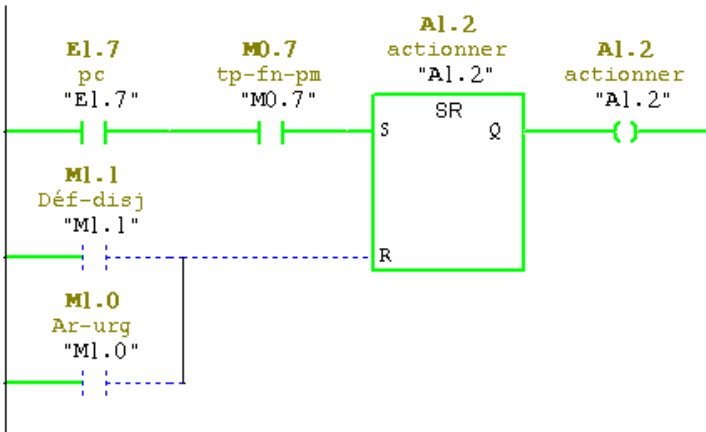 A1.2
E1.7 M0.7 actionner A1.2
pc tp-fn-pm "A1.2" actionner
"E1.7" "M0.7" "A1.2"
SR
S Q
M1.1
Déf-disj
"M1.1"
R
M1.0
Ar-urg
"M1.0"